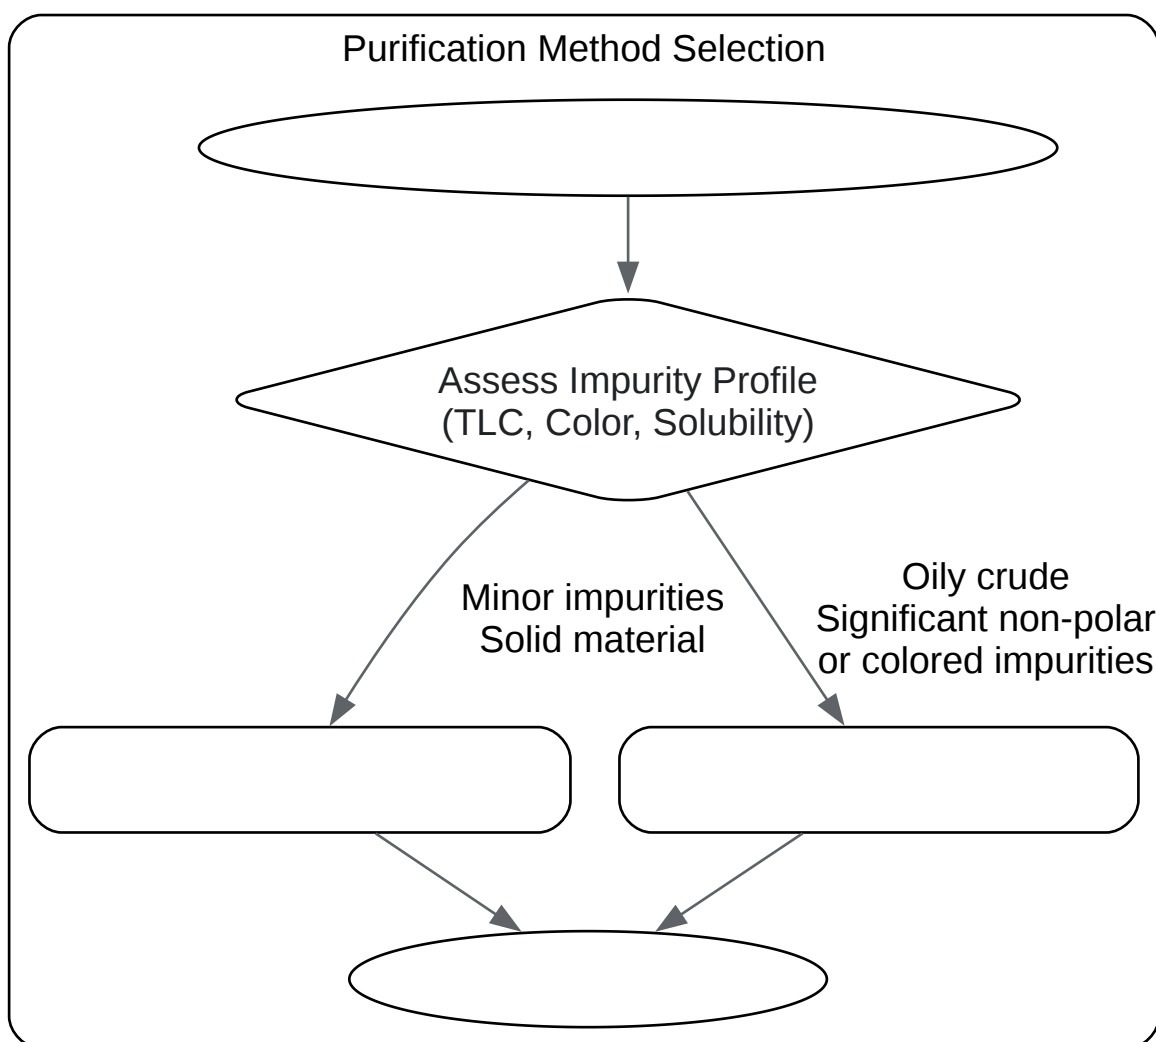 Purification Method Selection
Assess Impurity Profile
(TLC, Color, Solubility)
Minor impurities
Solid material
Oily crude
Significant non-polar
or colored impurities